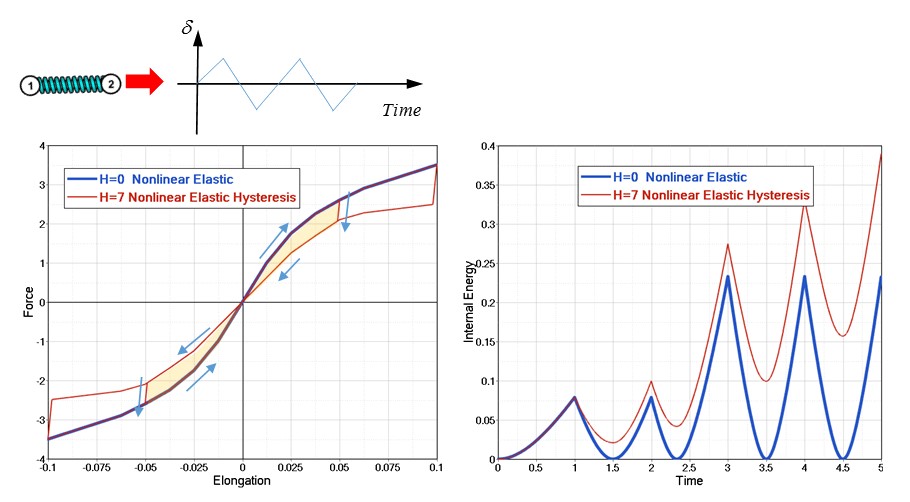 δ
1 2
Time
4
3
2
1
0
-1
-2
-3
-4
Force
H=0 Nonlinear Elastic
H=7 Nonlinear Elastic Hysteresis
-0.1 -0.075 -0.05 -0.025 0 0.025 0.05 0.075 0.1
Elongation
0.4
0.35
0.3
0.25
0.2
0.15
0.1
0.05
0
Internal Energy
H=0 Nonlinear Elastic
H=7 Nonlinear Elastic Hysteresis
0 0.5 1 1.5 2 2.5 3 3.5 4 4.5 5
Time